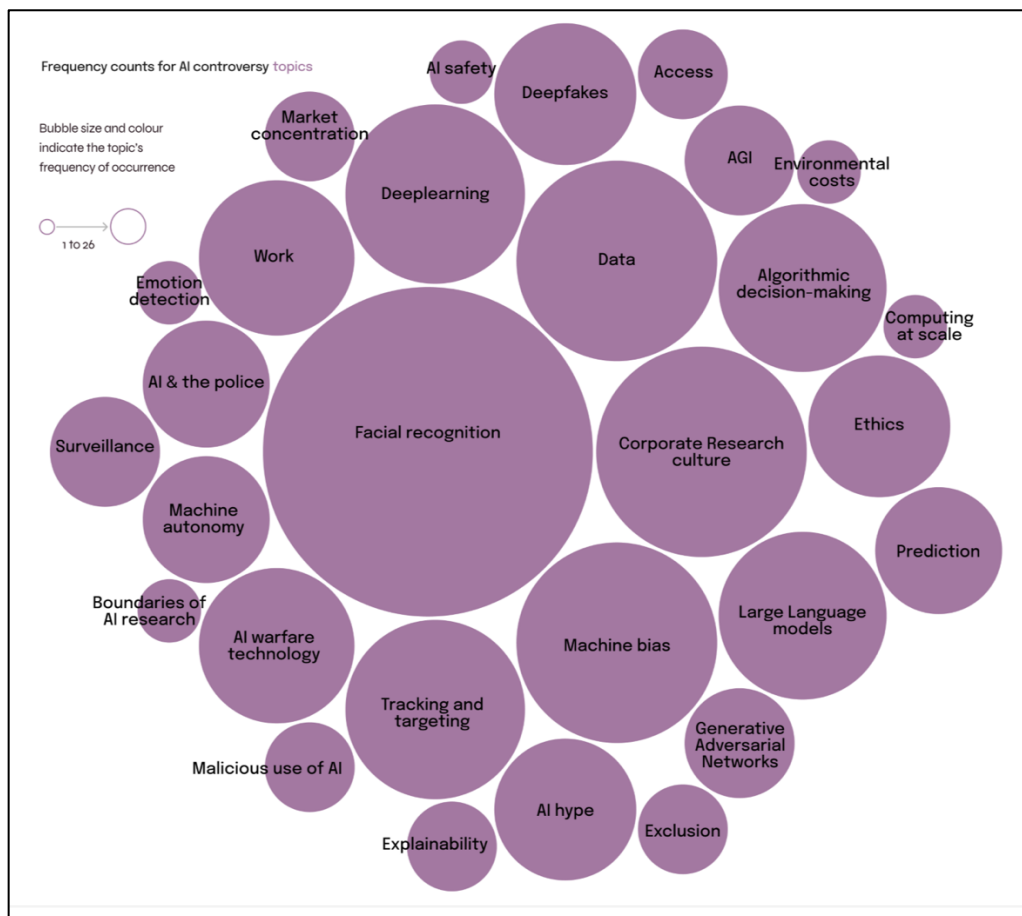 Frequency counts for AI controversy topics
Bubble size and colour
indicate the topic's
frequency of occurrence
1 to 26
AI safety
Deepfakes
Access
Market
concentration
Deeplearning
AGI
Environmental
costs
Work
Data
Algorithmic
decision-making
Emotion
detection
Computing
at scale
AI & the police
Facial recognition
Corporate Research
culture
Ethics
Surveillance
Machine
autonomy
Prediction
Boundaries of
AI research
AI warfare
technology
Machine bias
Large Language
models
Tracking and
targeting
Generative
Adversarial
Networks
Malicious use of AI
AI hype
Exclusion
Explainability